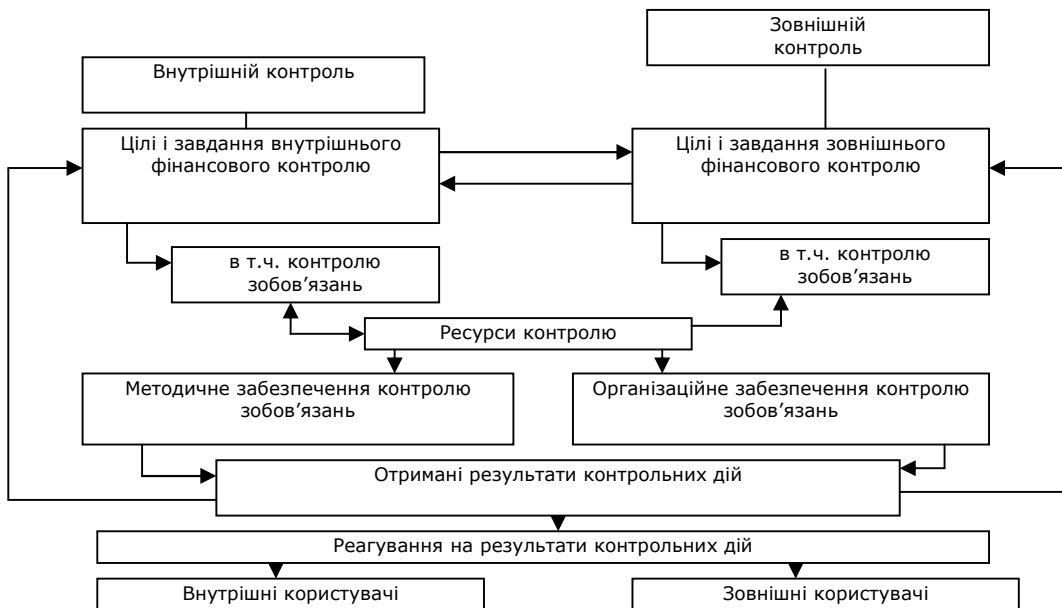 Зовнішній
контроль
Внутрішній контроль
Цілі і завдання внутрішнього
фінансового контролю
Цілі і завдання зовнішнього
фінансового контролю
в т.ч. контролю
зобов’язань
в т.ч. контролю
зобов’язань
Ресурси контролю
Методичне забезпечення контролю
зобов’язань
Організаційне забезпечення контролю
зобов’язань
Отримані результати контрольних дій
Реагування на результати контрольних дій
Внутрішні користувачі
Зовнішні користувачі